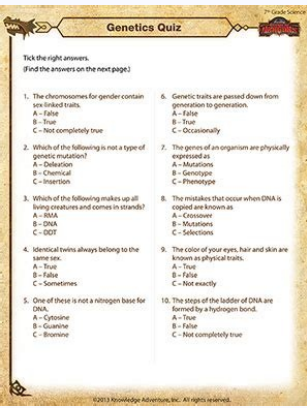 7th Grade Science
Genetics Quiz
Tick the right answers.
(Find the answers on the next page.)
1. The chromosomes for gender contain
sex-linked traits.
A – False
B – True
C – Not completely true
2. Which of the following is not a type of
genetic mutation?
A – Deleation
B – Chemical
C – Insertion
3. Which of the following makes up all
living creatures and comes in strands?
A – RMA
B – DNA
C – DDT
4. Identical twins always belong to the
same sex.
A – True
B – False
C – Sometimes
5. One of these is not a nitrogen base for
DNA.
A – Cytosine
B – Guanine
C – Bromine
6. Genetic traits are passed down from
generation to generation.
A – False
B – True
C – Occasionally
7. The genes of an organism are physically
expressed as
A – Mutations
B – Genotype
C – Phenotype
8. The mistakes that occur when DNA is
copied are known as
A – Crossover
B – Mutations
C – Selections
9. The color of your eyes, hair and skin are
known as physical traits.
A – True
B – False
C – Not exactly
10. The steps of the ladder of DNA are
formed by a hydrogen bond.
A – True
B – False
C – Not completely true
©2013 Knowledge Adventure, Inc. All rights reserved.